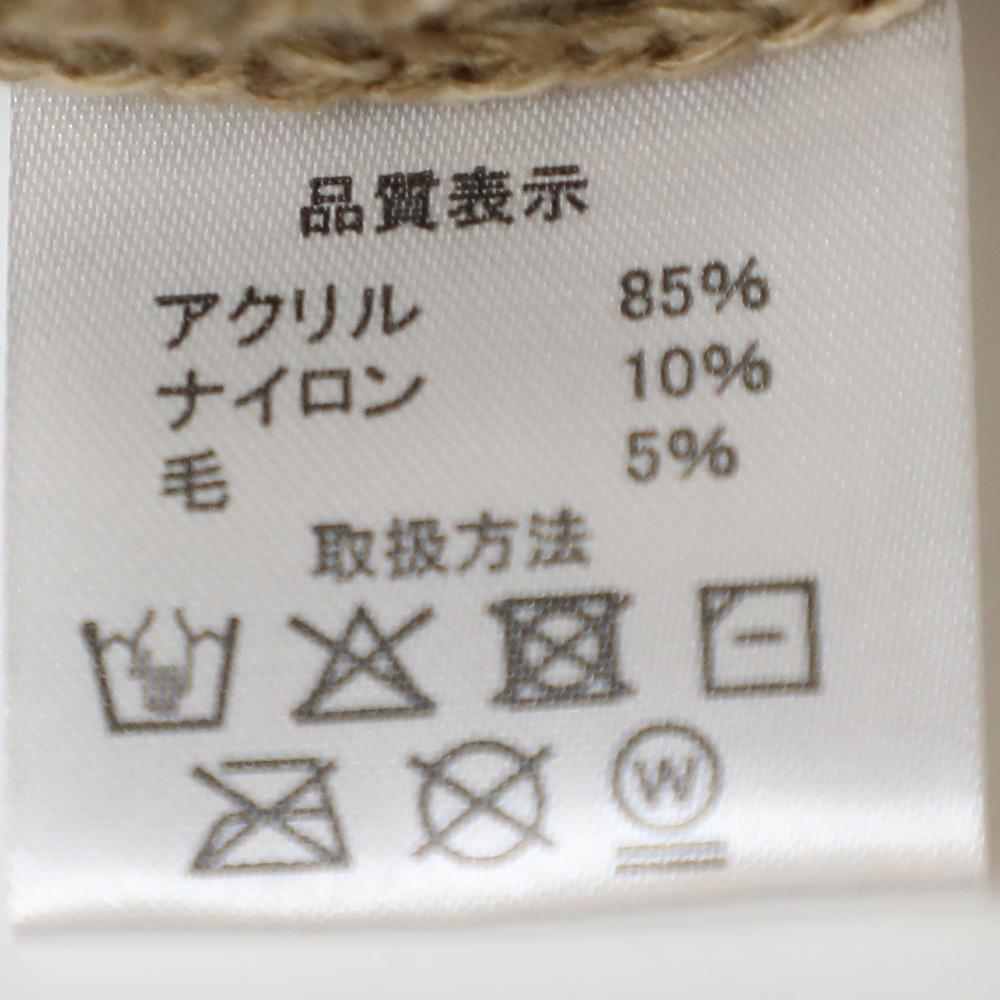 品質表示
アクリル 85%
ナイロン 10%
毛 5%
取扱方法
W